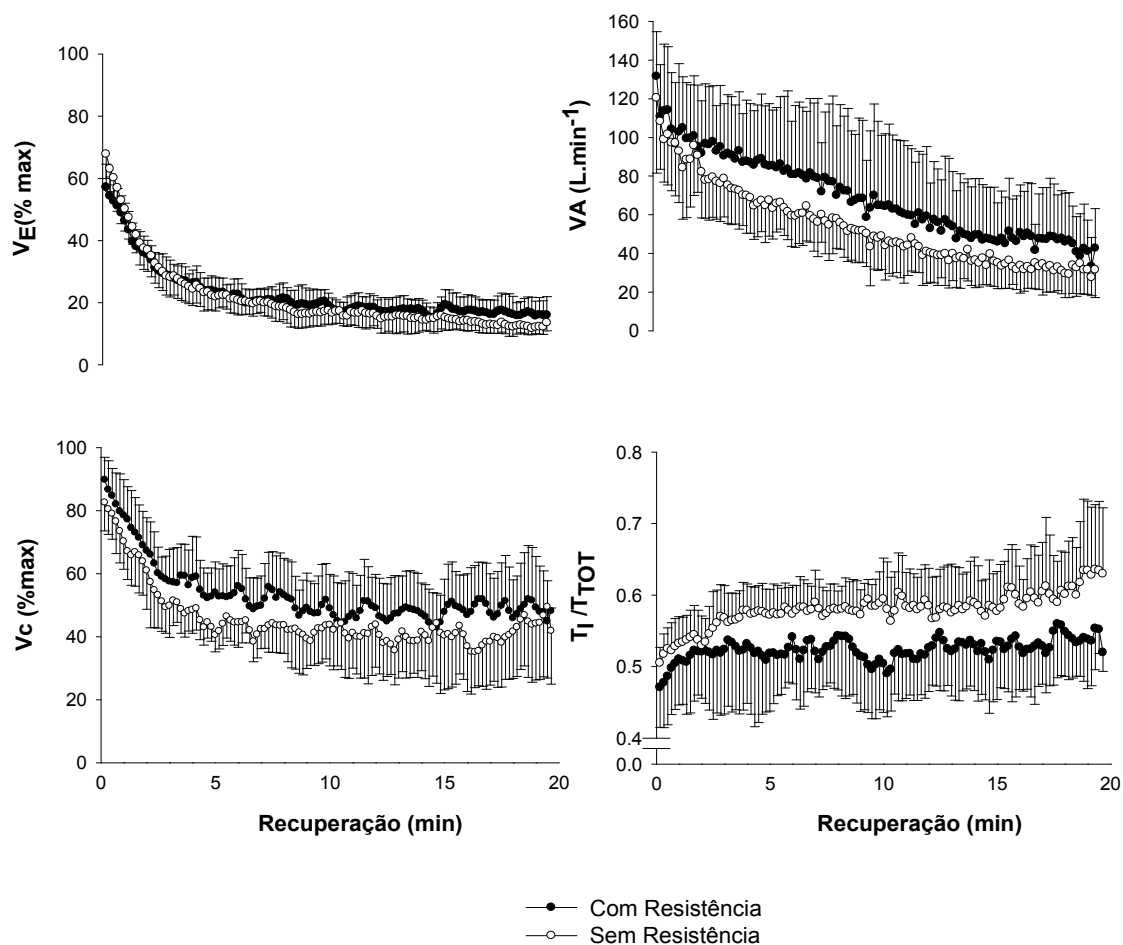 100
80
60
40
20
0
V_E(% max)
160
140
120
100
80
60
40
20
0
VA (L.min⁻¹)
100
80
60
40
20
0
Vc (%max)
0 5 10 15 20
Recuperação (min)
0.8
0.7
0.6
0.5
0.4
0.0
T_I /T_TOT
0 5 10 15 20
Recuperação (min)
Com Resistência
Sem Resistência